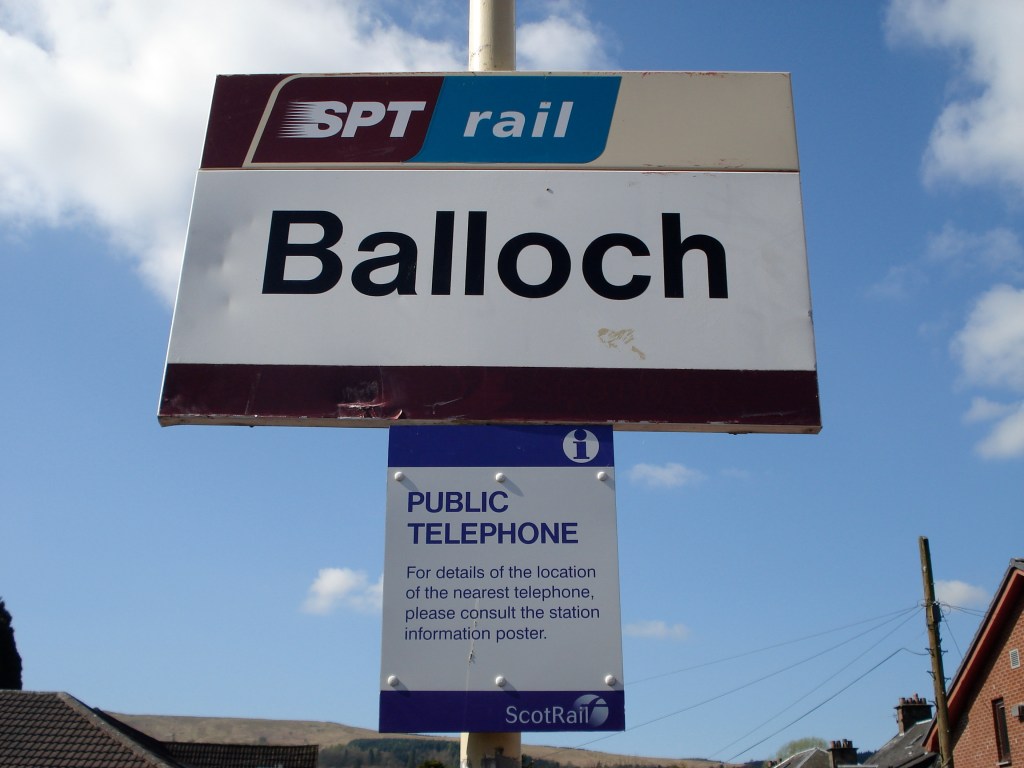 SPT rail
Balloch
i
PUBLIC
TELEPHONE
For details of the location
of the nearest telephone,
please consult the station
information poster.
ScotRail